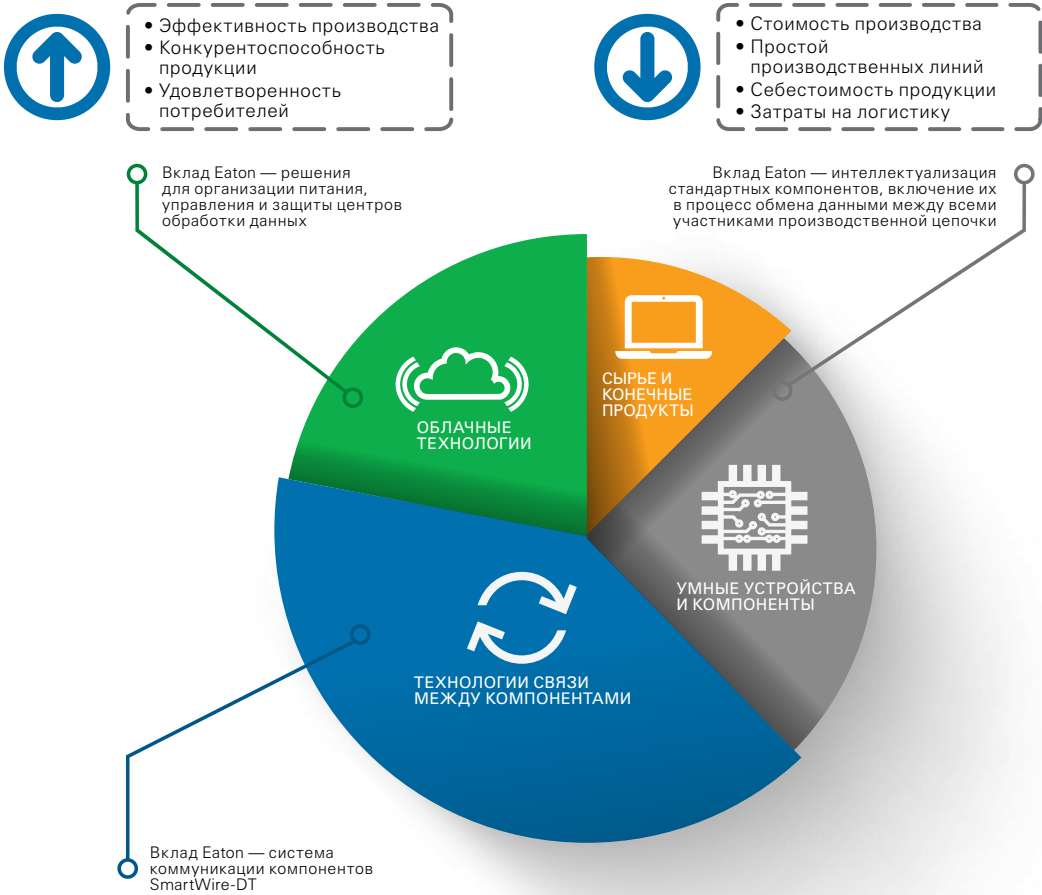 • Эффективность производства
• Конкурентоспособность
продукции
• Удовлетворенность
потребителей
• Стоимость производства
• Простой
производственных линий
• Себестоимость продукции
• Затраты на логистику
Вклад Eaton — решения
для организации питания,
управления и защиты центров
обработки данных
Вклад Eaton — интеллектуализация
стандартных компонентов, включение их
в процесс обмена данными между всеми
участниками производственной цепочки
СЫРЬЕ И
КОНЕЧНЫЕ
ПРОДУКТЫ
ОБЛАЧНЫЕ
ТЕХНОЛОГИИ
УМНЫЕ УСТРОЙСТВА
И КОМПОНЕНТЫ
ТЕХНОЛОГИИ СВЯЗИ
МЕЖДУ КОМПОНЕНТАМИ
Вклад Eaton — система
коммуникации компонентов
SmartWire-DT